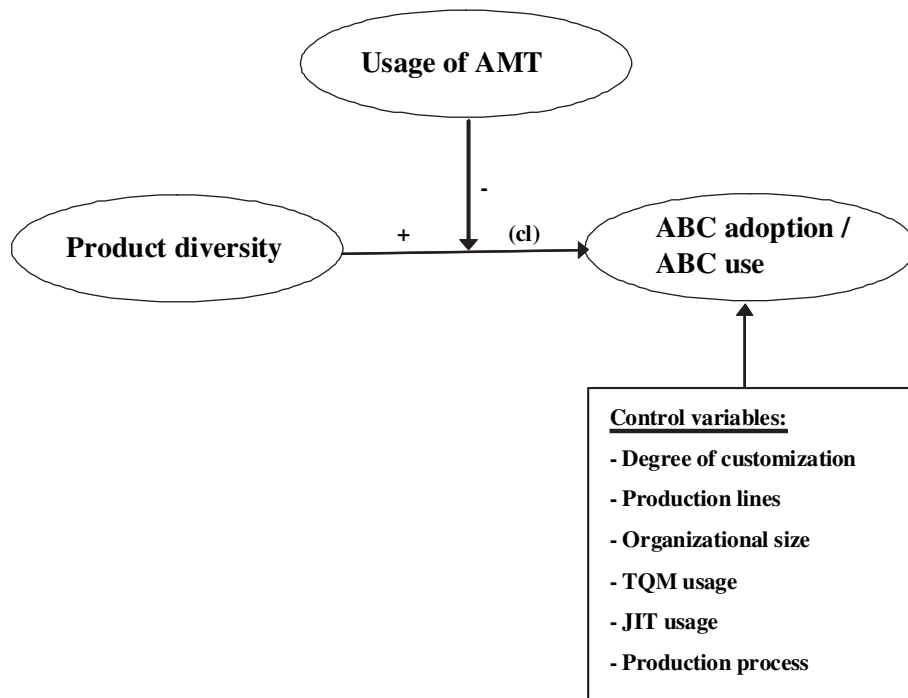 Usage of AMT
-
+
(cl)
Product diversity
ABC adoption /
ABC use
Control variables:
- Degree of customization
- Production lines
- Organizational size
- TQM usage
- JIT usage
- Production process